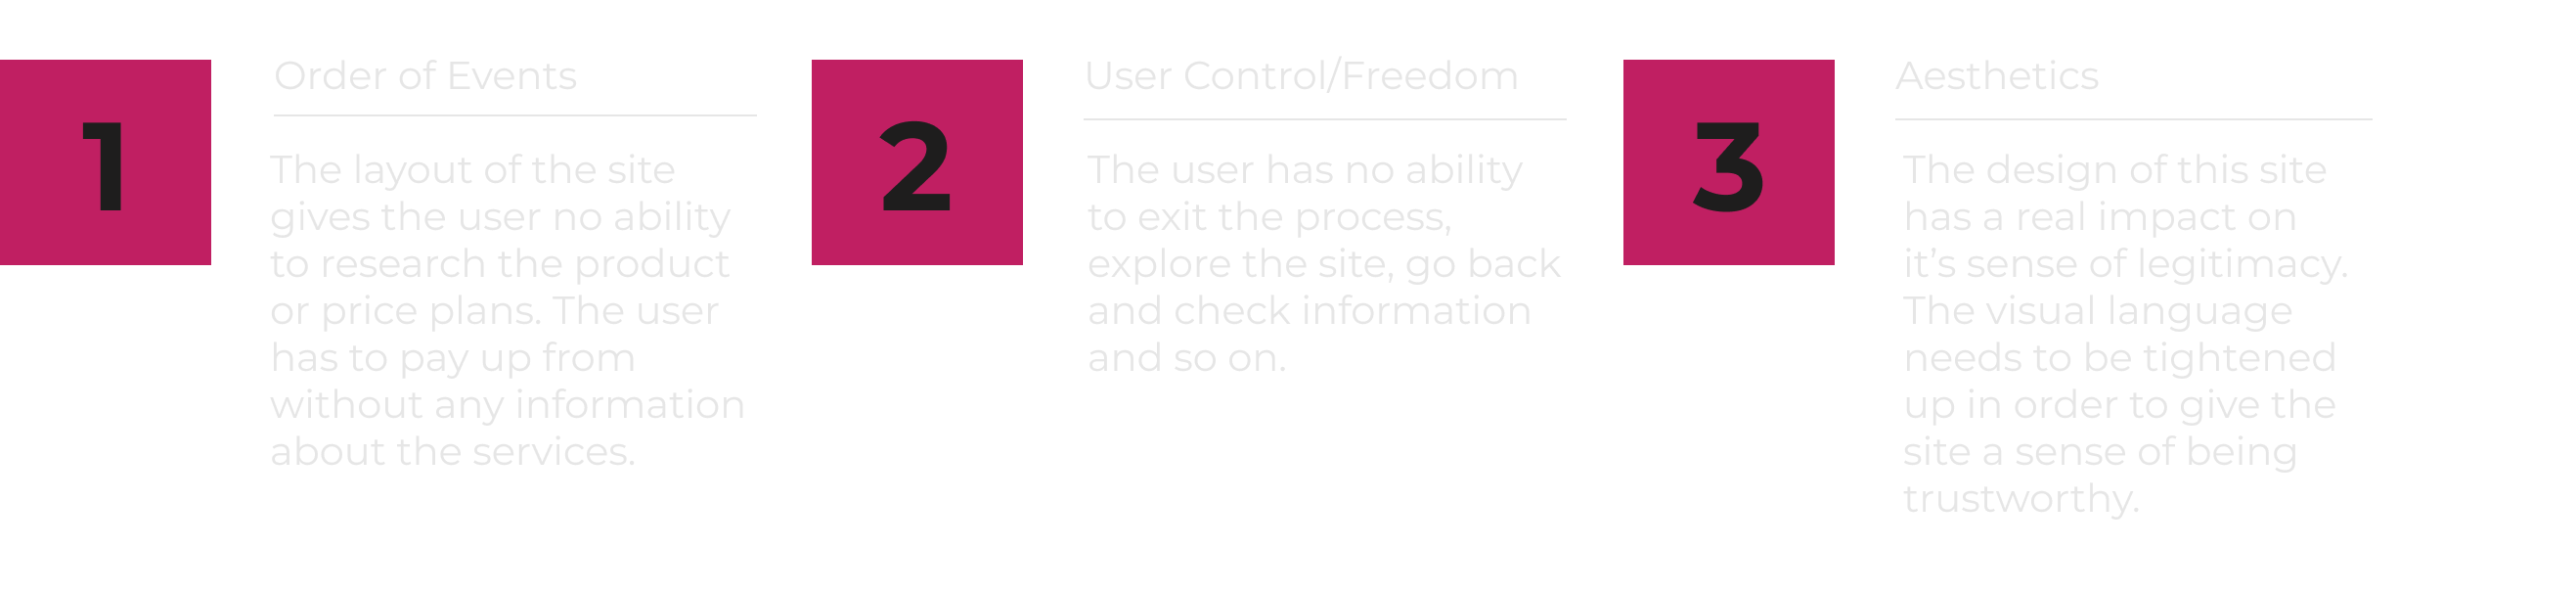 1
Order of Events
The layout of the site
gives the user no ability
to research the product
or price plans. The user
has to pay up from
without any information
about the services.
2
User Control/Freedom
The user has no ability
to exit the process,
explore the site, go back
and check information
and so on.
3
Aesthetics
The design of this site
has a real impact on
it’s sense of legitimacy.
The visual language
needs to be tightened
up in order to give the
site a sense of being
trustworthy.